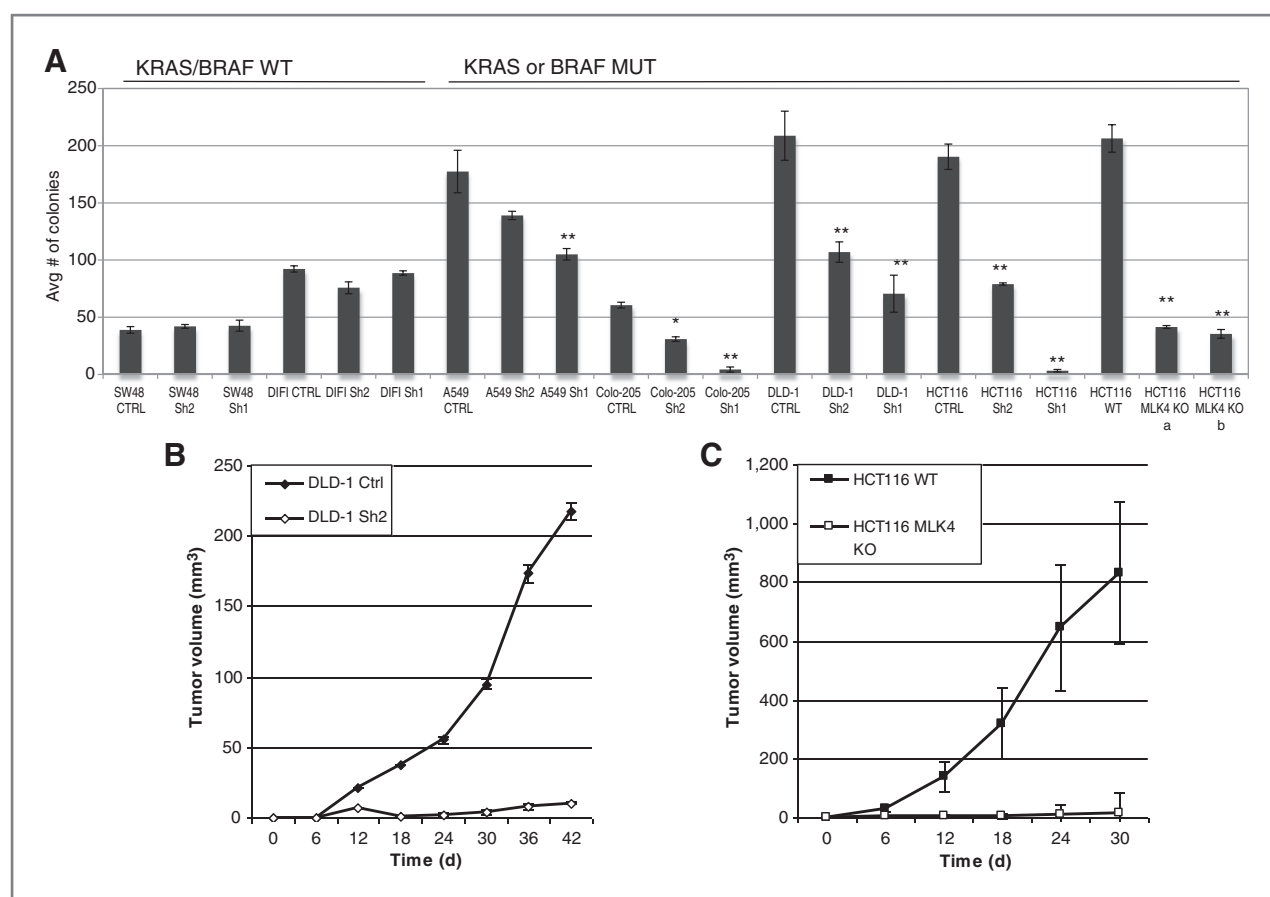 A
KRAS/BRAF WT
KRAS or BRAF MUT
250
200
150
100
50
0
Avg # of colonies
**
*
**
**
**
**
**
**
**
SW48 CTRL
SW48 Sh2
SW48 Sh1
DIFI CTRL
DIFI Sh2
DIFI Sh1
A549 CTRL
A549 Sh2
A549 Sh1
Colo-205 CTRL
Colo-205 Sh2
Colo-205 Sh1
DLD-1 CTRL
DLD-1 Sh2
DLD-1 Sh1
HCT116 CTRL
HCT116 Sh2
HCT116 Sh1
HCT116 WT
HCT116 MLK4 KO a
HCT116 MLK4 KO b
B
250
200
150
100
50
0
Tumor volume (mm³)
DLD-1 Ctrl
DLD-1 Sh2
0 6 12 18 24 30 36 42
Time (d)
C
1,200
1,000
800
600
400
200
0
Tumor volume (mm³)
HCT116 WT
HCT116 MLK4
KO
0 6 12 18 24 30
Time (d)